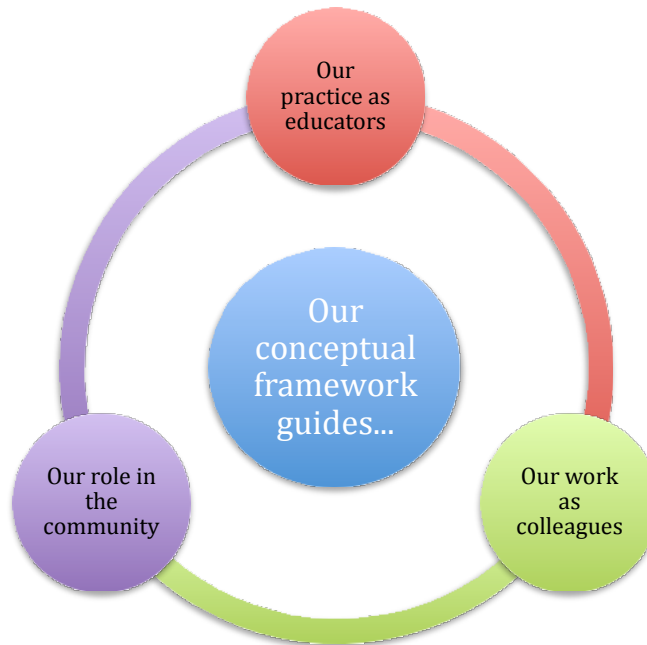 Our
practice as
educators
Our
conceptual
framework
guides...
Our role in
the
community
Our work
as
colleagues